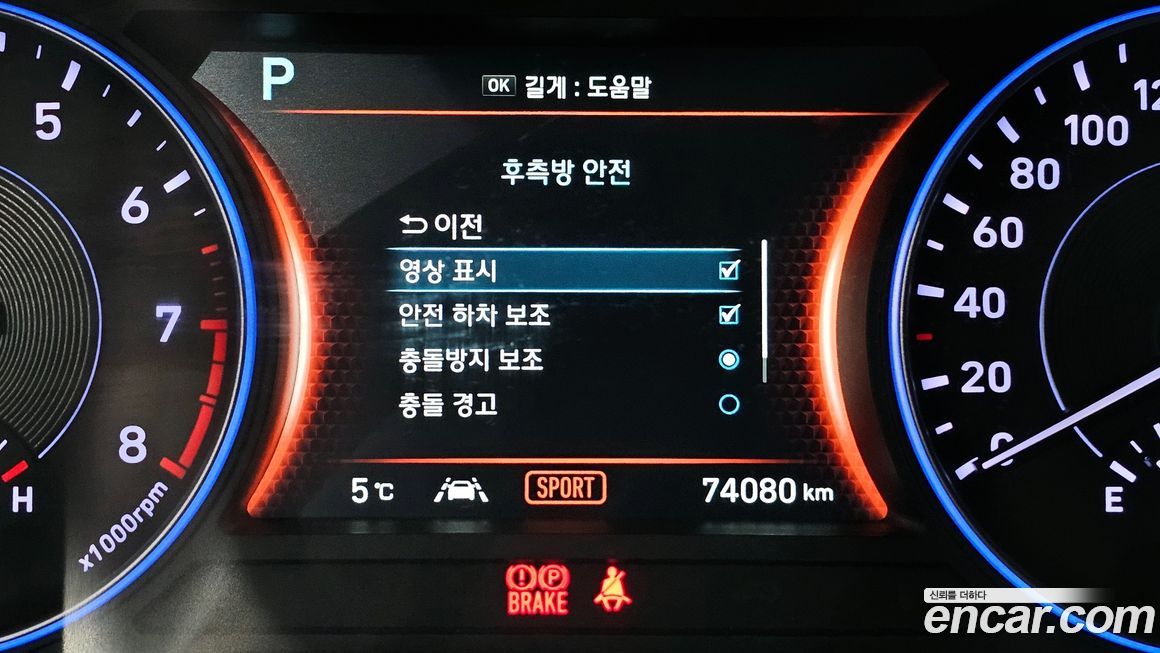 P
OK 길게 : 도움말
후측방 안전
이전
영상 표시
안전 하차 보조
충돌방지 보조
충돌 경고
5℃
SPORT
74080 km
5
6
7
8
x1000rpm
H
100
80
60
40
20
0
E
P
BRAKE
신뢰를 더하다
encar.com